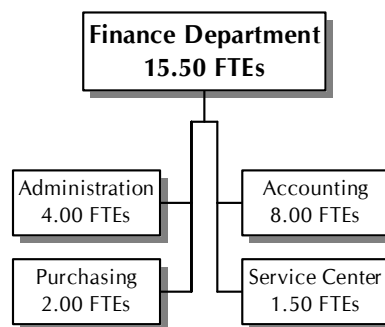 Finance Department
15.50 FTEs
Administration
4.00 FTEs
Accounting
8.00 FTEs
Purchasing
2.00 FTEs
Service Center
1.50 FTEs